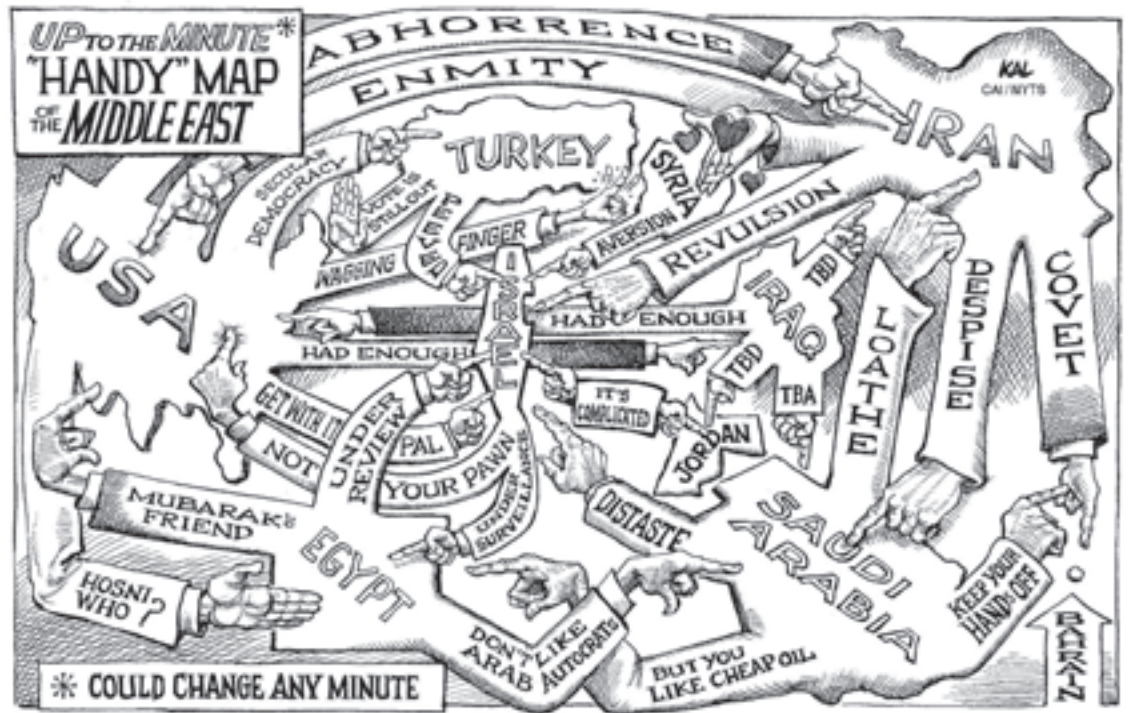 UP TO THE MINUTE*
"HANDY" MAP
OF THE MIDDLE EAST
ABHORRENCE
ENMITY
KAL
CAI/NYTS
IRAN
TURKEY
SECULAR
DEMOCRACY
VOTE IS
STILL OUT
SYRIA
USA
WAGGING
FINGER
AVERSION
REVULSION
ISRAEL
TBD
IRAQ
HAD ENOUGH
HAD ENOUGH
TBD
TBA
LOATHE
DESPISE
COVET
GET WITH IT
NOT
PAL
UNDER
REVIEW
YOUR PAWN
UNDER
SURVEILLANCE
IT'S
COMPLICATED
JORDAN
MUBARAK'S
FRIEND
EGYPT
DISTASTE
SAUDI
ARABIA
HOSNI
WHO?
DON'T LIKE
ARAB AUTOCRATS
BUT YOU
LIKE CHEAP OIL
KEEP YOUR
HANDS OFF
BARAIN
* COULD CHANGE ANY MINUTE